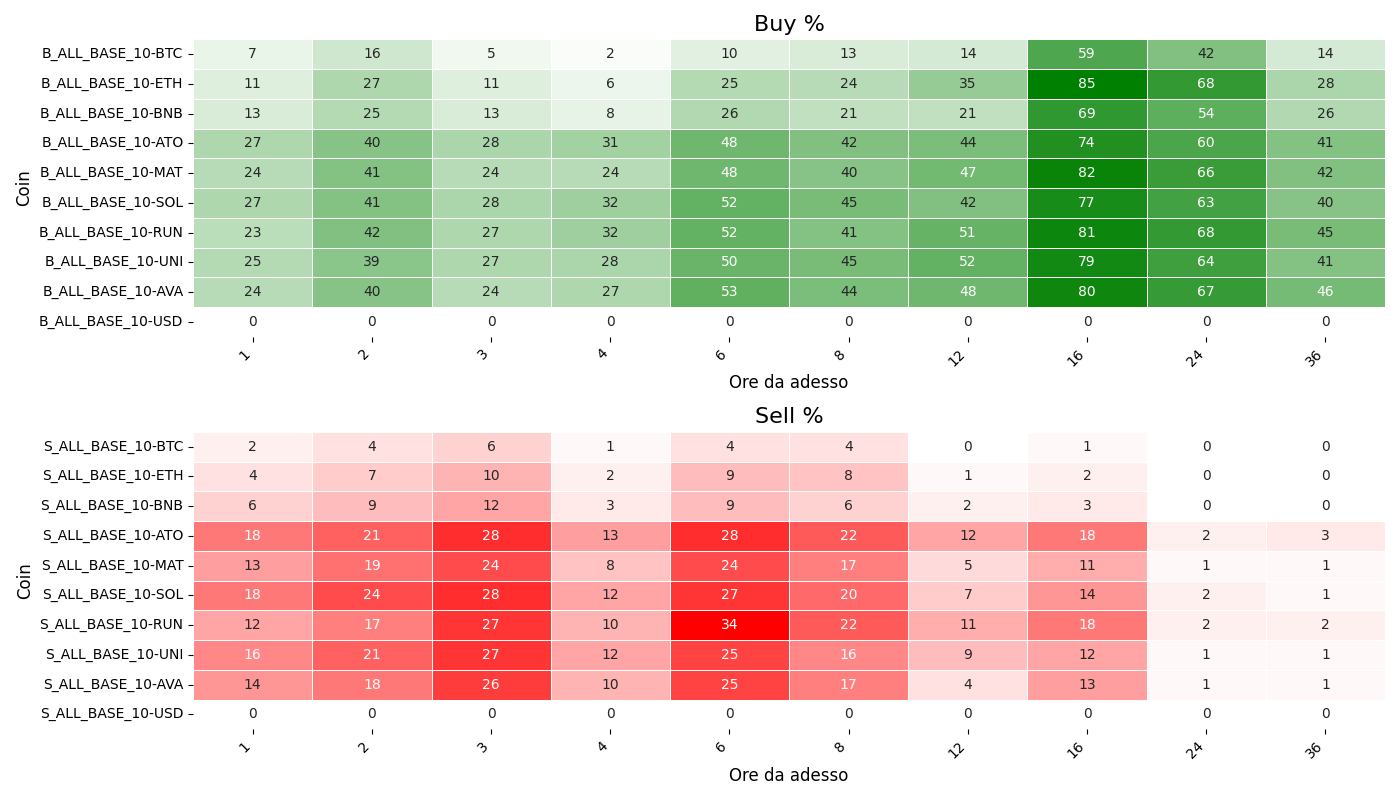 Buy %
Coin
B_ALL_BASE_10-BTC 7 16 5 2 10 13 14 59 42 14
B_ALL_BASE_10-ETH 11 27 11 6 25 24 35 85 68 28
B_ALL_BASE_10-BNB 13 25 13 8 26 21 21 69 54 26
B_ALL_BASE_10-ATO 27 40 28 31 48 42 44 74 60 41
B_ALL_BASE_10-MAT 24 41 24 24 48 40 47 82 66 42
B_ALL_BASE_10-SOL 27 41 28 32 52 45 42 77 63 40
B_ALL_BASE_10-RUN 23 42 27 32 52 41 51 81 68 45
B_ALL_BASE_10-UNI 25 39 27 28 50 45 52 79 64 41
B_ALL_BASE_10-AVA 24 40 24 27 53 44 48 80 67 46
B_ALL_BASE_10-USD 0 0 0 0 0 0 0 0 0 0
1 2 3 4 6 8 12 16 24 36
Ore da adesso
Sell %
Coin
S_ALL_BASE_10-BTC 2 4 6 1 4 4 0 1 0 0
S_ALL_BASE_10-ETH 4 7 10 2 9 8 1 2 0 0
S_ALL_BASE_10-BNB 6 9 12 3 9 6 2 3 0 0
S_ALL_BASE_10-ATO 18 21 28 13 28 22 12 18 2 3
S_ALL_BASE_10-MAT 13 19 24 8 24 17 5 11 1 1
S_ALL_BASE_10-SOL 18 24 28 12 27 20 7 14 2 1
S_ALL_BASE_10-RUN 12 17 27 10 34 22 11 18 2 2
S_ALL_BASE_10-UNI 16 21 27 12 25 16 9 12 1 1
S_ALL_BASE_10-AVA 14 18 26 10 25 17 4 13 1 1
S_ALL_BASE_10-USD 0 0 0 0 0 0 0 0 0 0
1 2 3 4 6 8 12 16 24 36
Ore da adesso